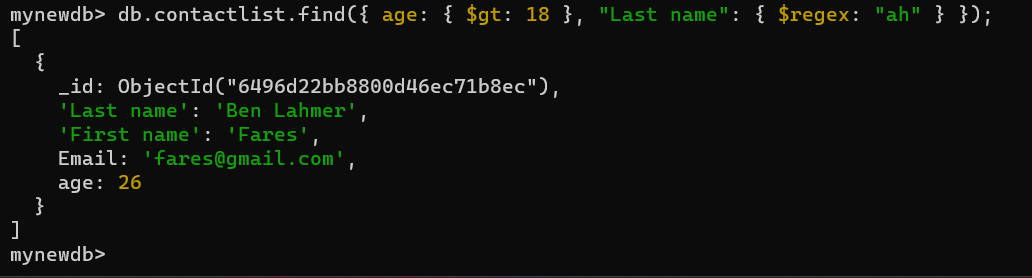 mynewdb> db.contactlist.find({ age: { $gt: 18 }, "Last name": { $regex: "ah" } });
[
  {
    _id: ObjectId("6496d22bb8800d46ec71b8ec"),
    'Last name': 'Ben Lahmer',
    'First name': 'Fares',
    Email: 'fares@gmail.com',
    age: 26
  }
]
mynewdb>